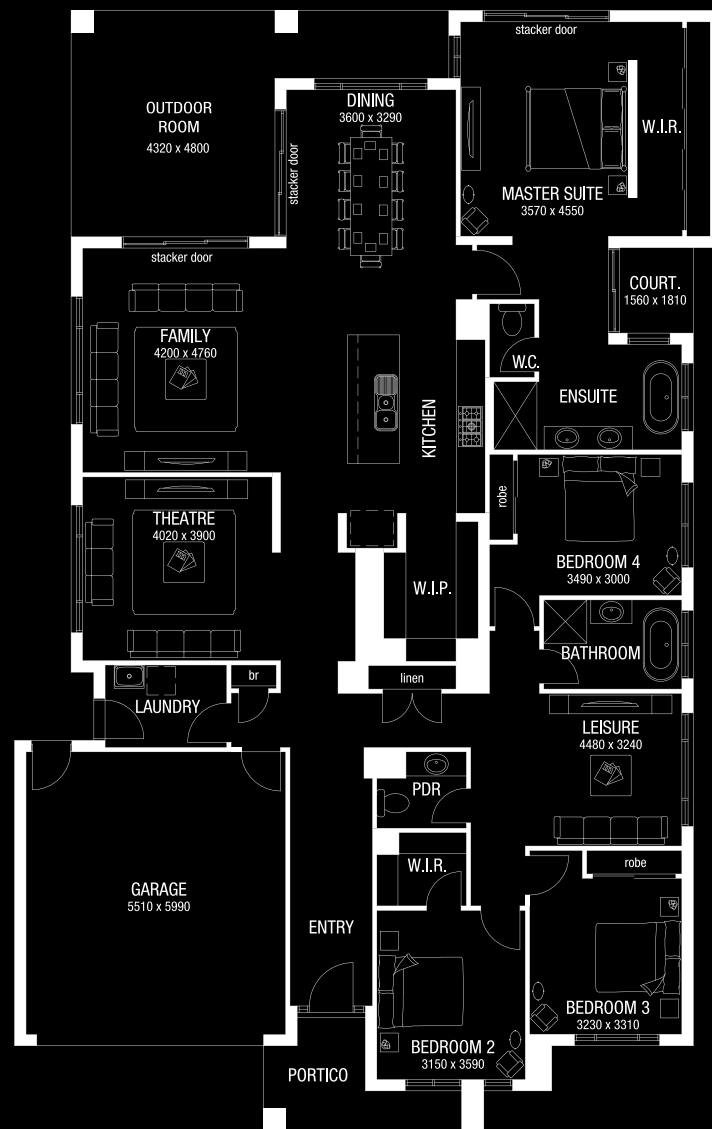 stacker door
OUTDOOR
ROOM
4320 x 4800
DINING
3600 x 3290
stacker door
W.I.R.
MASTER SUITE
3570 x 4550
stacker door
COURT.
1560 x 1810
FAMILY
4200 x 4760
W.C.
ENSUITE
KITCHEN
robe
THEATRE
4020 x 3900
BEDROOM 4
3490 x 3000
W.I.P.
BATHROOM
br
linen
LAUNDRY
LEISURE
4480 x 3240
PDR
W.I.R.
robe
GARAGE
5510 x 5990
ENTRY
BEDROOM 3
3230 x 3310
BEDROOM 2
3150 x 3590
PORTICO